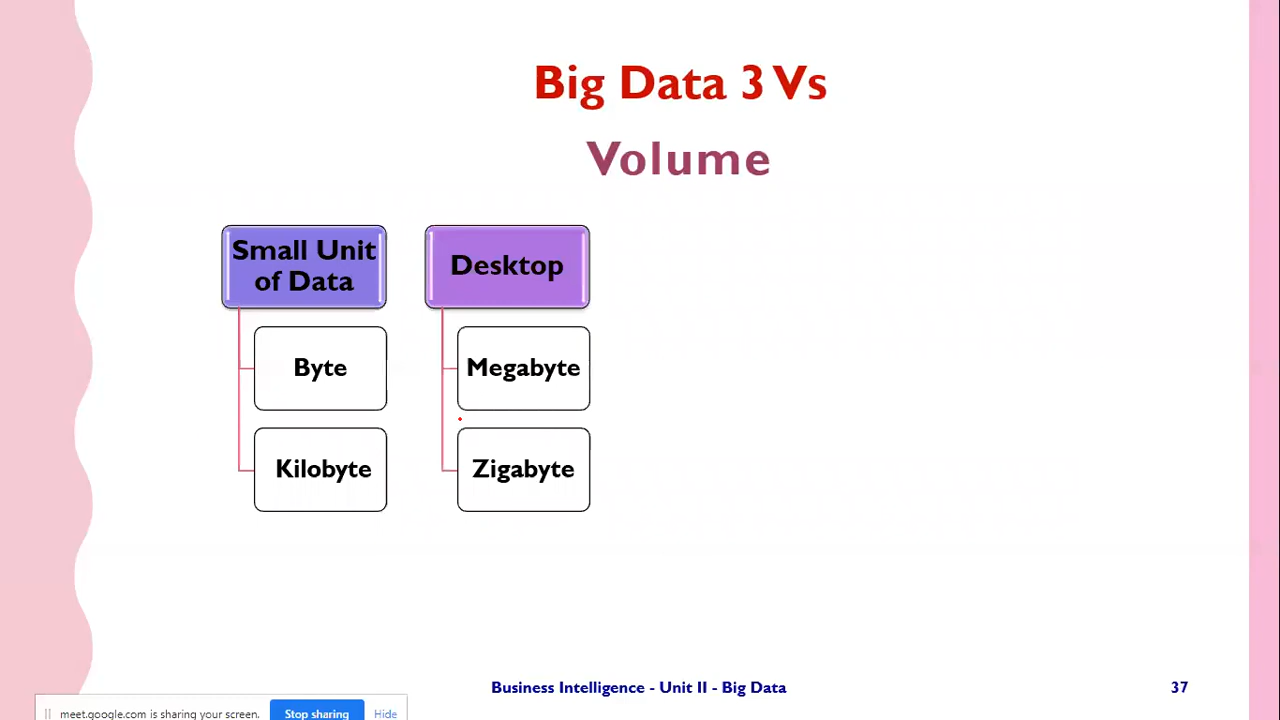 Big Data 3 Vs
Volume
Small Unit
of Data
Byte
Kilobyte
Desktop
Megabyte
Zigabyte
Business Intelligence - Unit II - Big Data
37
meet.google.com is sharing your screen.
Stop sharing
Hide